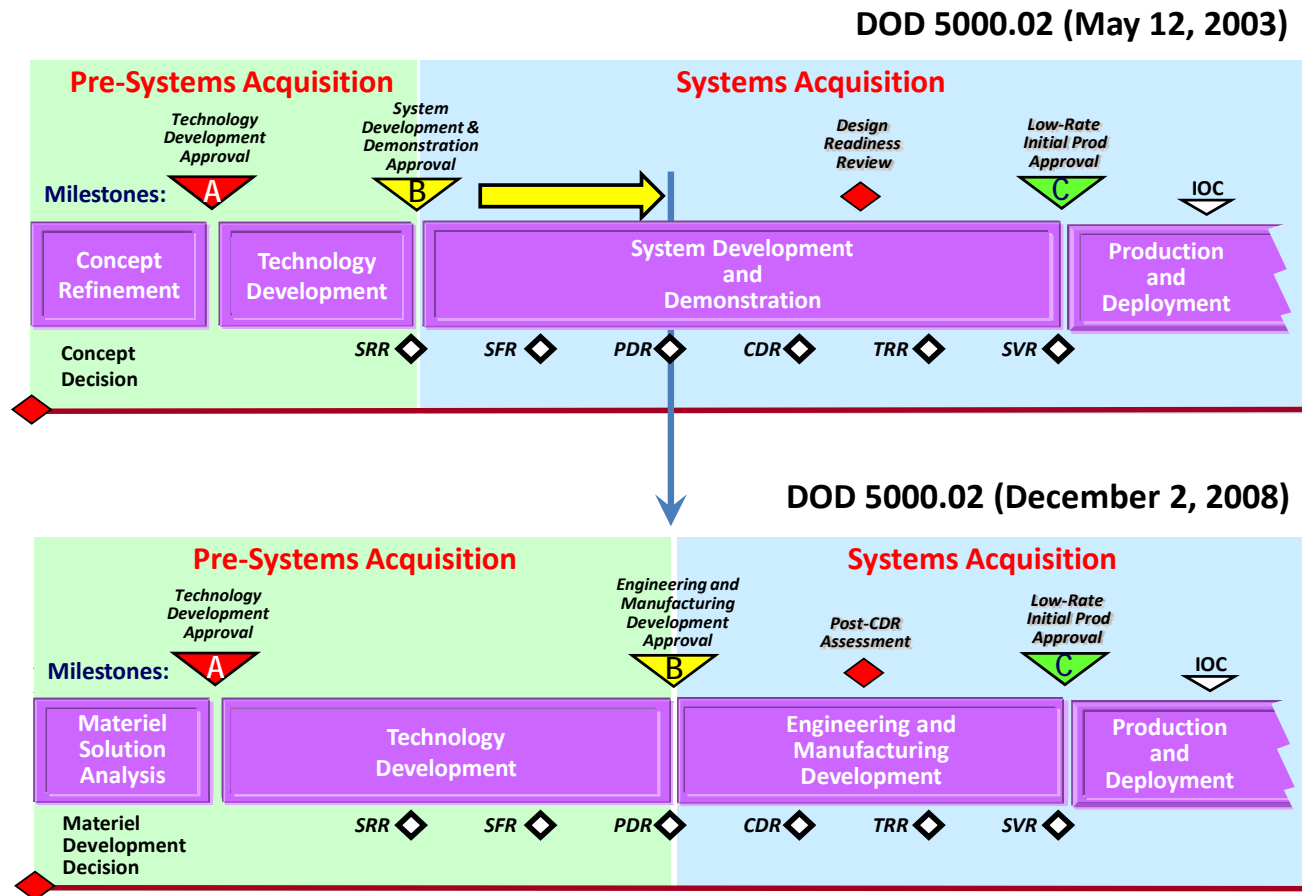 DOD 5000.02 (May 12, 2003)
Pre-Systems Acquisition
Systems Acquisition
Technology
Development
Approval
System
Development &
Demonstration
Approval
Design
Readiness
Review
Low-Rate
Initial Prod
Approval
Milestones:
A
B
C
IOC
Concept
Refinement
Technology
Development
System Development
and
Demonstration
Production
and
Deployment
Concept
Decision
SRR
SFR
PDR
CDR
TRR
SVR
DOD 5000.02 (December 2, 2008)
Pre-Systems Acquisition
Systems Acquisition
Technology
Development
Approval
Engineering and
Manufacturing
Development
Approval
Post-CDR
Assessment
Low-Rate
Initial Prod
Approval
Milestones:
A
B
C
IOC
Materiel
Solution
Analysis
Technology
Development
Engineering and
Manufacturing
Development
Production
and
Deployment
Materiel
Development
Decision
SRR
SFR
PDR
CDR
TRR
SVR